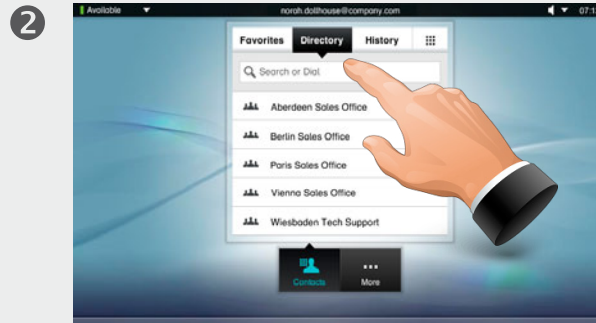 2
Available norah.dollhouse@company.com 07:1
Favorites Directory History
Search or Dial
Aberdeen Sales Office
Berlin Sales Office
Paris Sales Office
Vienna Sales Office
Wiesbaden Tech Support
Contacts More